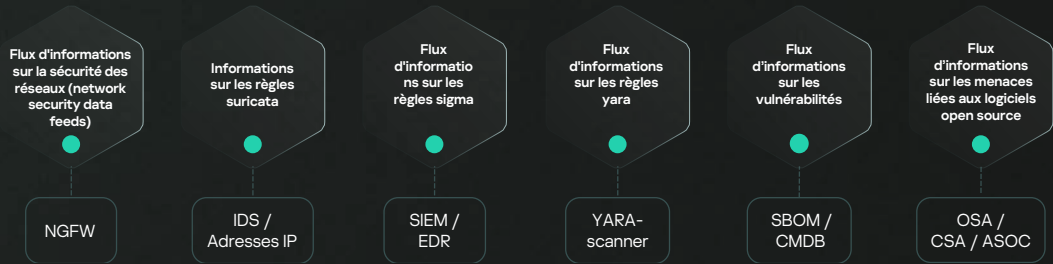 Flux d'informations
sur la sécurité des
réseaux (network
security data
feeds)
Informations
sur les règles
suricata
Flux
d'informatio
ns sur les
règles sigma
Flux
d'informations
sur les règles
yara
Flux
d'informations
sur les
vulnérabilités
Flux
d'informations
sur les menaces
liées aux logiciels
open source
NGFW
IDS /
Adresses IP
SIEM /
EDR
YARA-
scanner
SBOM /
CMDB
OSA /
CSA / ASOC